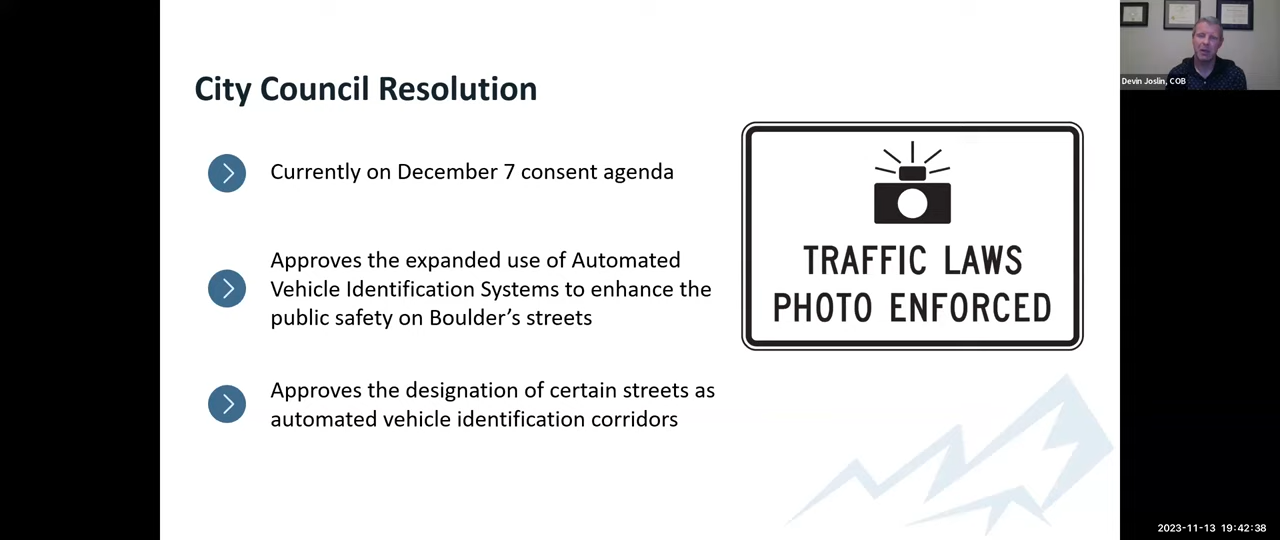 City Council Resolution
Currently on December 7 consent agenda
Approves the expanded use of Automated
Vehicle Identification Systems to enhance the
public safety on Boulder's streets
Approves the designation of certain streets as
automated vehicle identification corridors
TRAFFIC LAWS
PHOTO ENFORCED
Devin Joslin, COB
2023-11-13 19:42:38